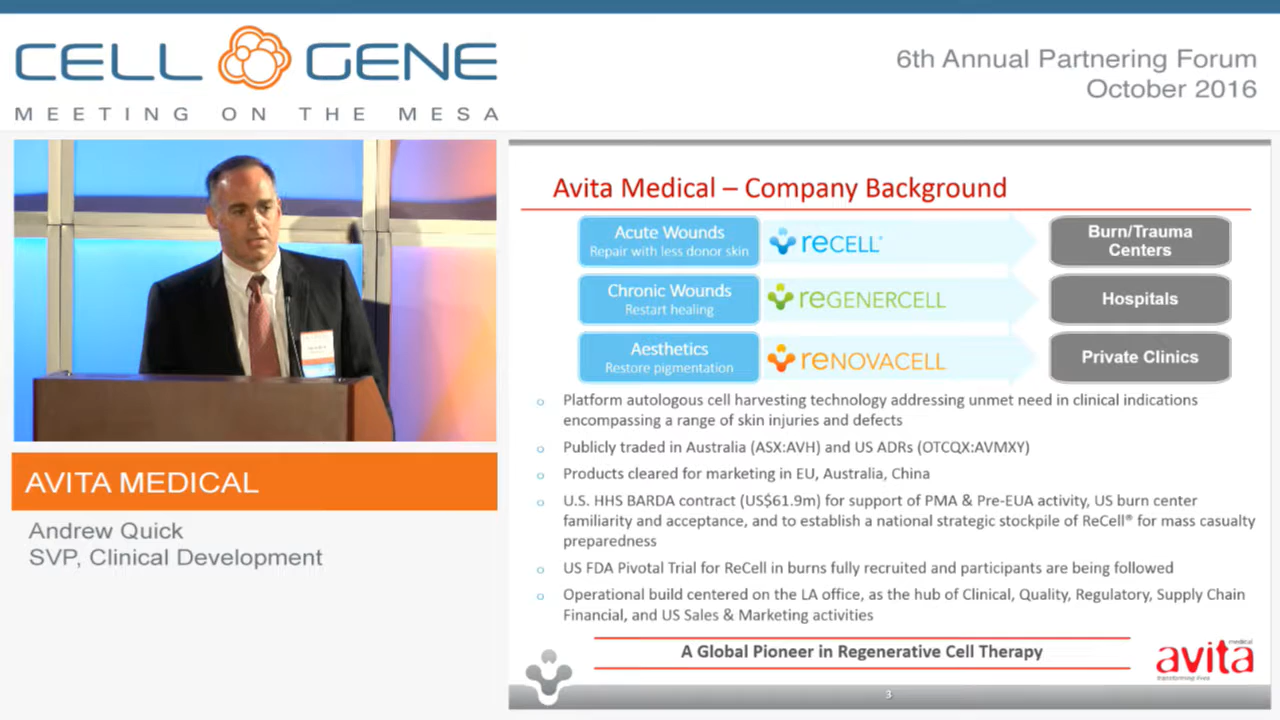 CELL GENE
MEETING ON THE MESA
6th Annual Partnering Forum
October 2016
AVITA MEDICAL
Andrew Quick
SVP, Clinical Development
Avita Medical – Company Background
Acute Wounds
Repair with less donor skin
reCELL®
Burn/Trauma
Centers
Chronic Wounds
Restart healing
reGENERCELL
Hospitals
Aesthetics
Restore pigmentation
reNOVACELL
Private Clinics
Platform autologous cell harvesting technology addressing unmet need in clinical indications
encompassing a range of skin injuries and defects
Publicly traded in Australia (ASX:AVH) and US ADRs (OTCQX:AVMXY)
Products cleared for marketing in EU, Australia, China
U.S. HHS BARDA contract (US$61.9m) for support of PMA & Pre-EUA activity, US burn center
familiarity and acceptance, and to establish a national strategic stockpile of ReCell® for mass casualty
preparedness
US FDA Pivotal Trial for ReCell in burns fully recruited and participants are being followed
Operational build centered on the LA office, as the hub of Clinical, Quality, Regulatory, Supply Chain
Financial, and US Sales & Marketing activities
A Global Pioneer in Regenerative Cell Therapy
avita
medical
transforming lives
3